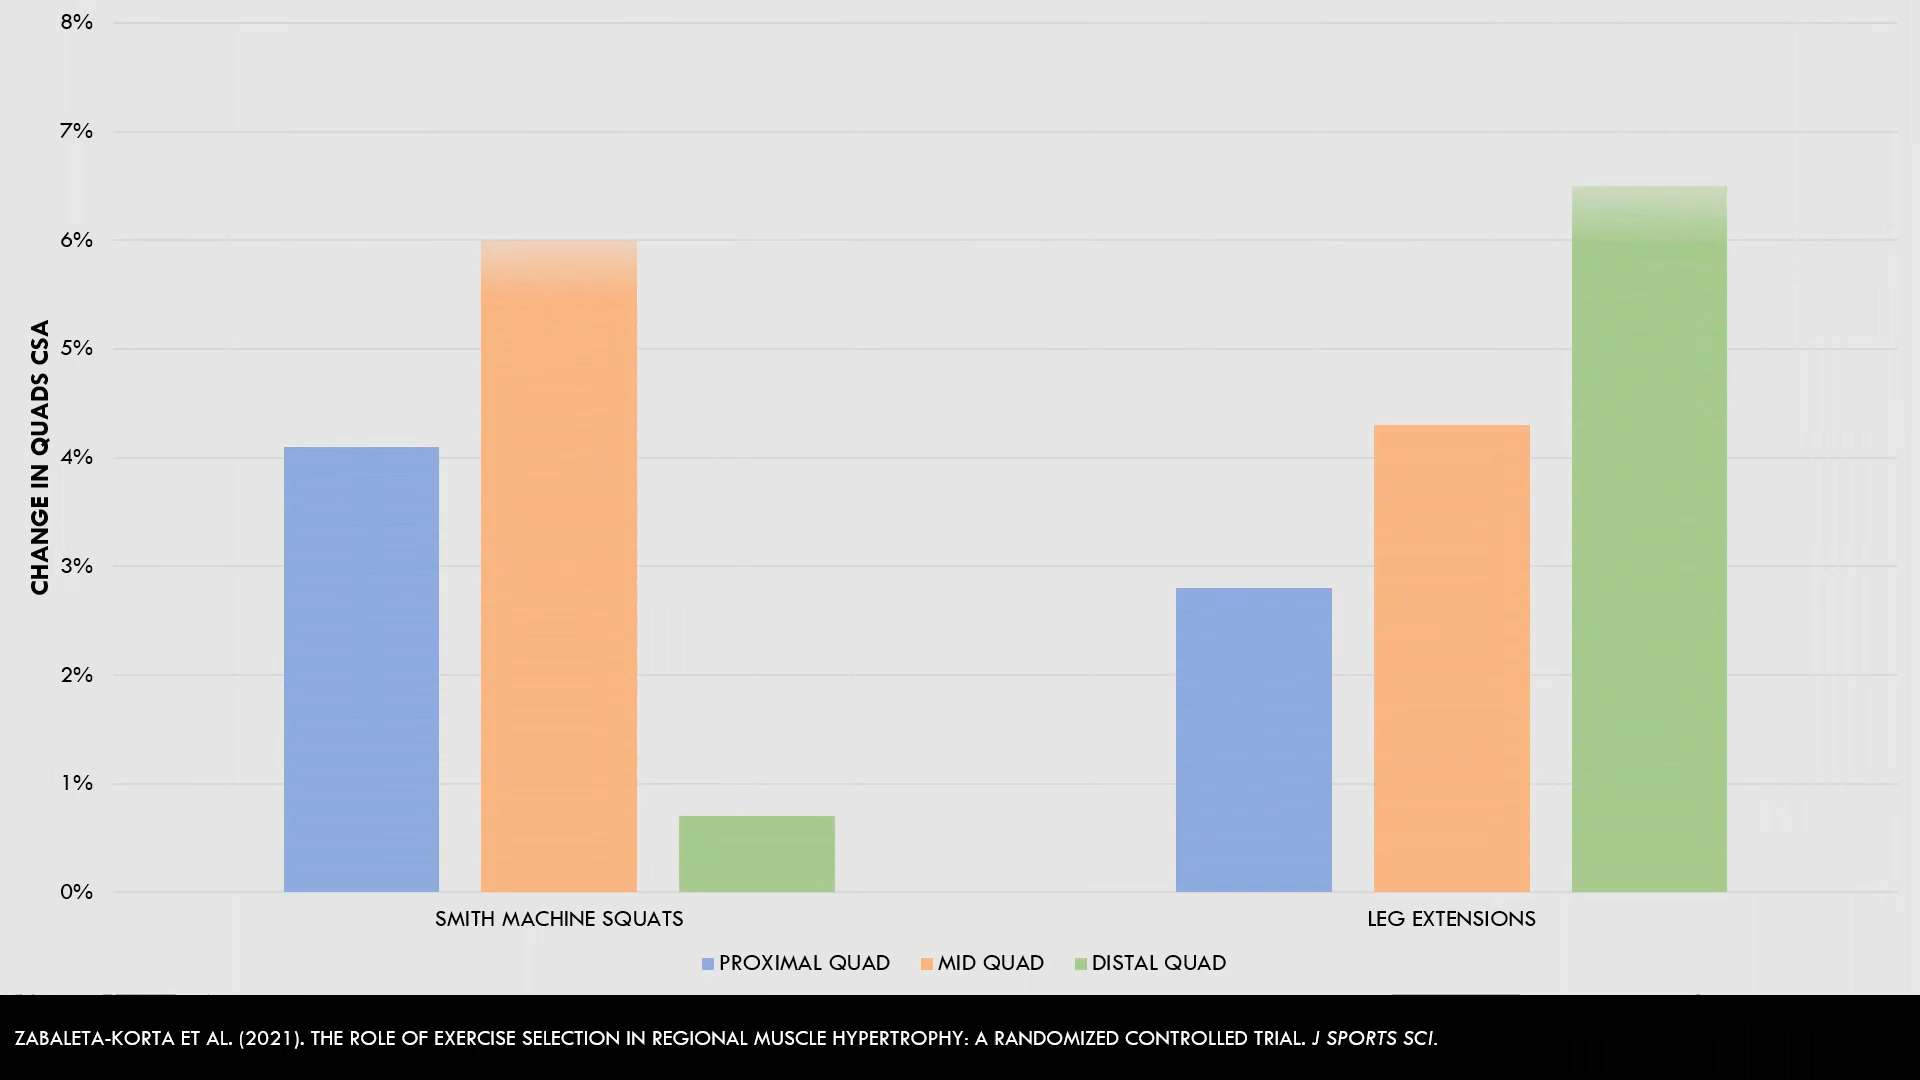 8%
7%
6%
5%
4%
3%
2%
1%
0%
CHANGE IN QUADS CSA
SMITH MACHINE SQUATS
LEG EXTENSIONS
PROXIMAL QUAD
MID QUAD
DISTAL QUAD
ZABALETA-KORTA ET AL. (2021). THE ROLE OF EXERCISE SELECTION IN REGIONAL MUSCLE HYPERTROPHY: A RANDOMIZED CONTROLLED TRIAL. J SPORTS SCI.